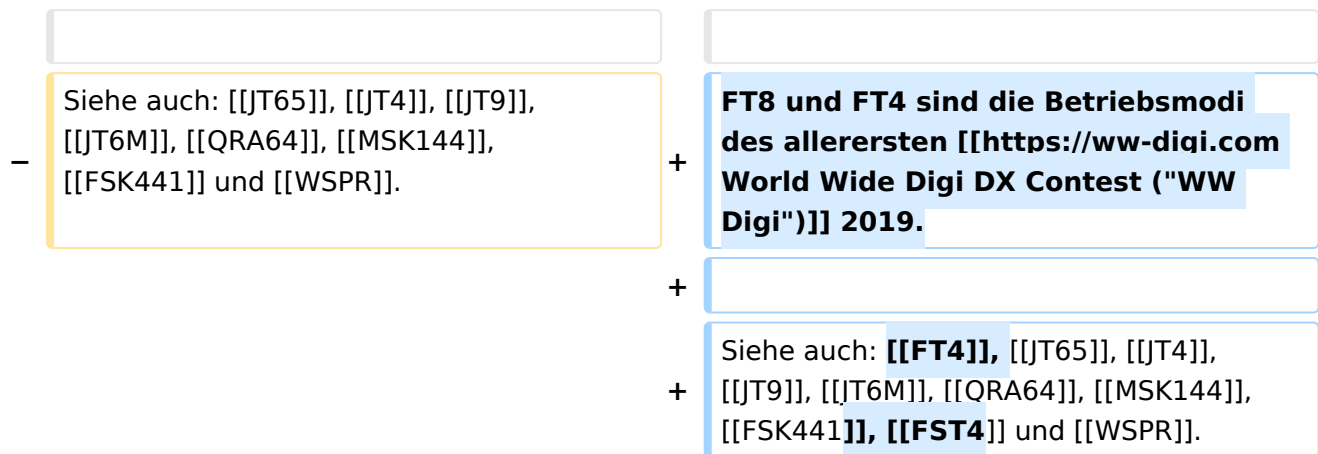 − Siehe auch: [[JT65]], [[JT4]], [[JT9]],
[[JT6M]], [[QRA64]], [[MSK144]],
[[FSK441]] und [[WSPR]].
+ FT8 und FT4 sind die Betriebsmodi
des allerersten [[https://ww-digi.com
World Wide Digi DX Contest ("WW
Digi")]] 2019.
+
+ Siehe auch: [[FT4]], [[JT65]], [[JT4]],
[[JT9]], [[JT6M]], [[QRA64]], [[MSK144]],
[[FSK441]], [[FST4]] und [[WSPR]].